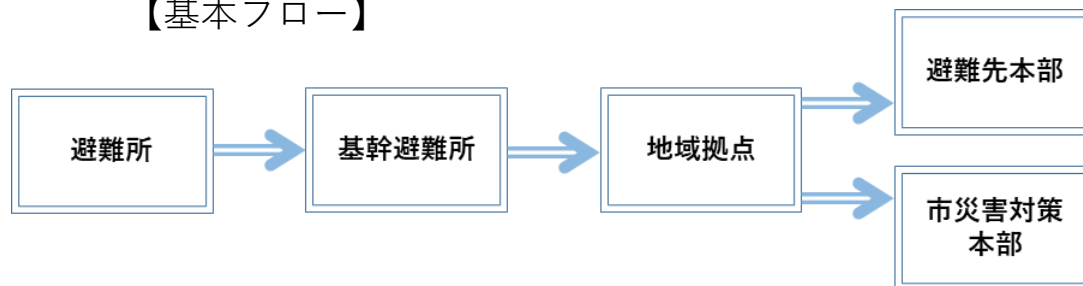 【基本フロー】
避難所
基幹避難所
地域拠点
避難先本部
市災害対策
本部